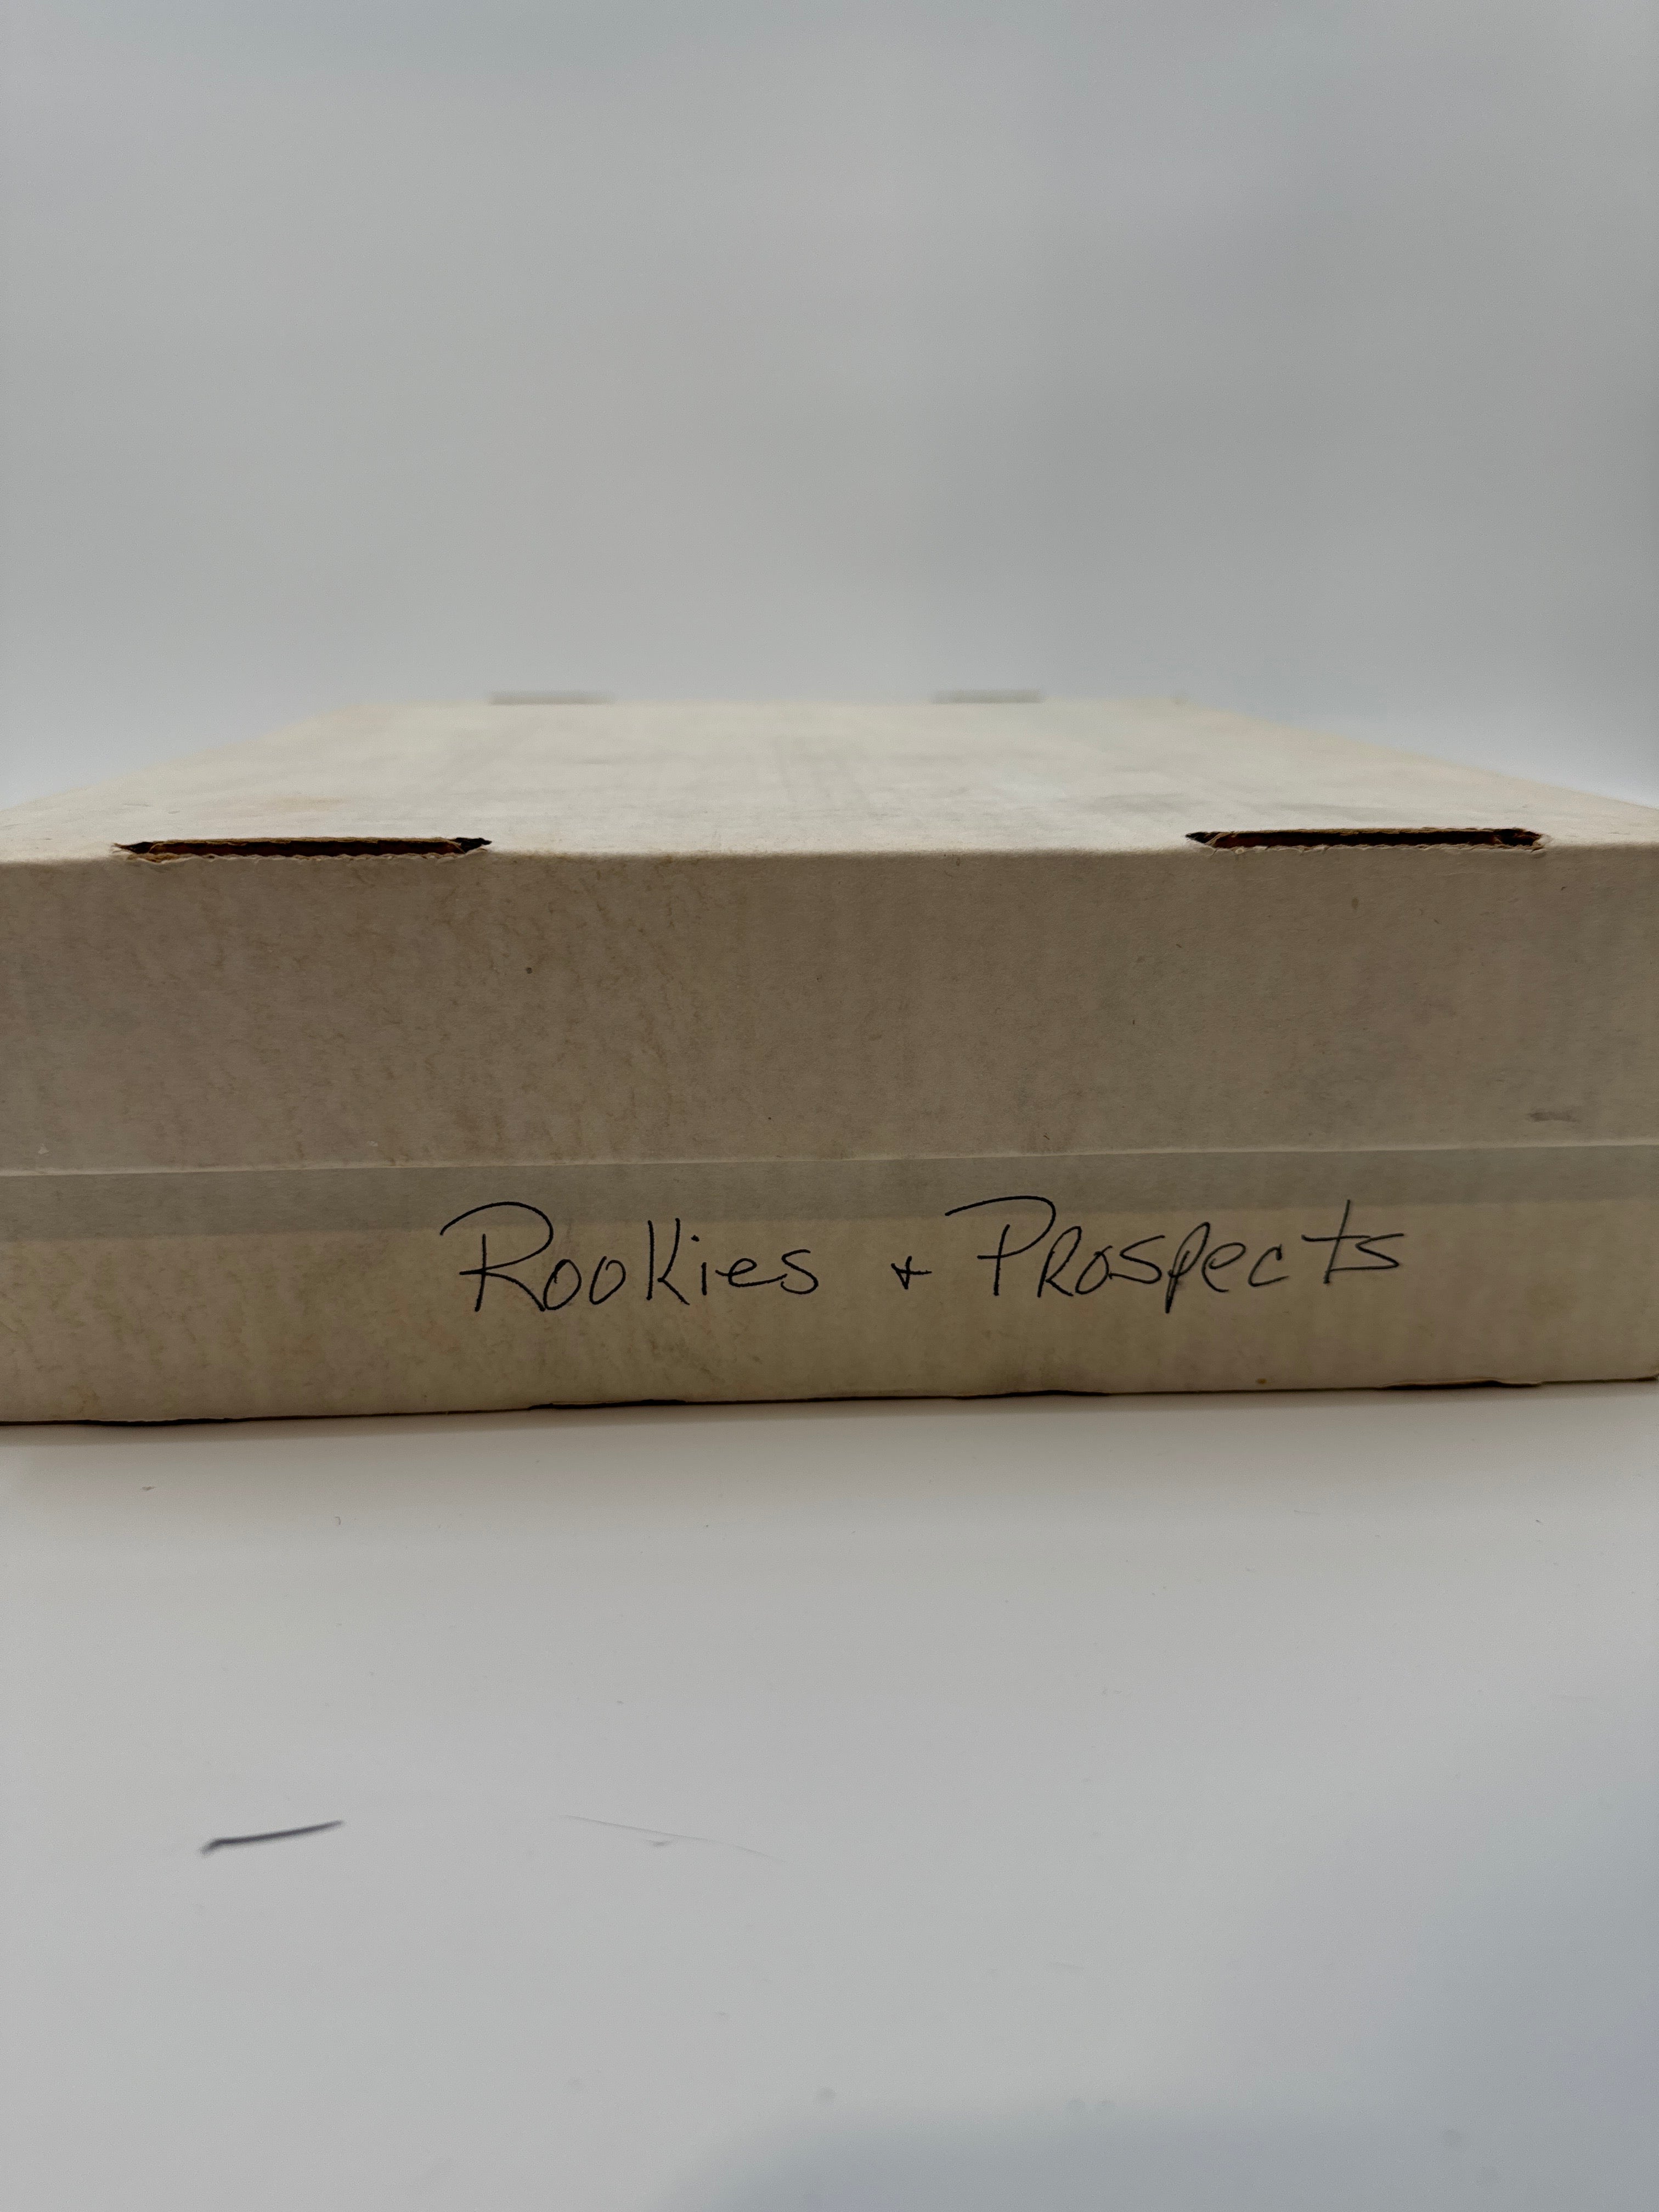 Rookies + Prospects